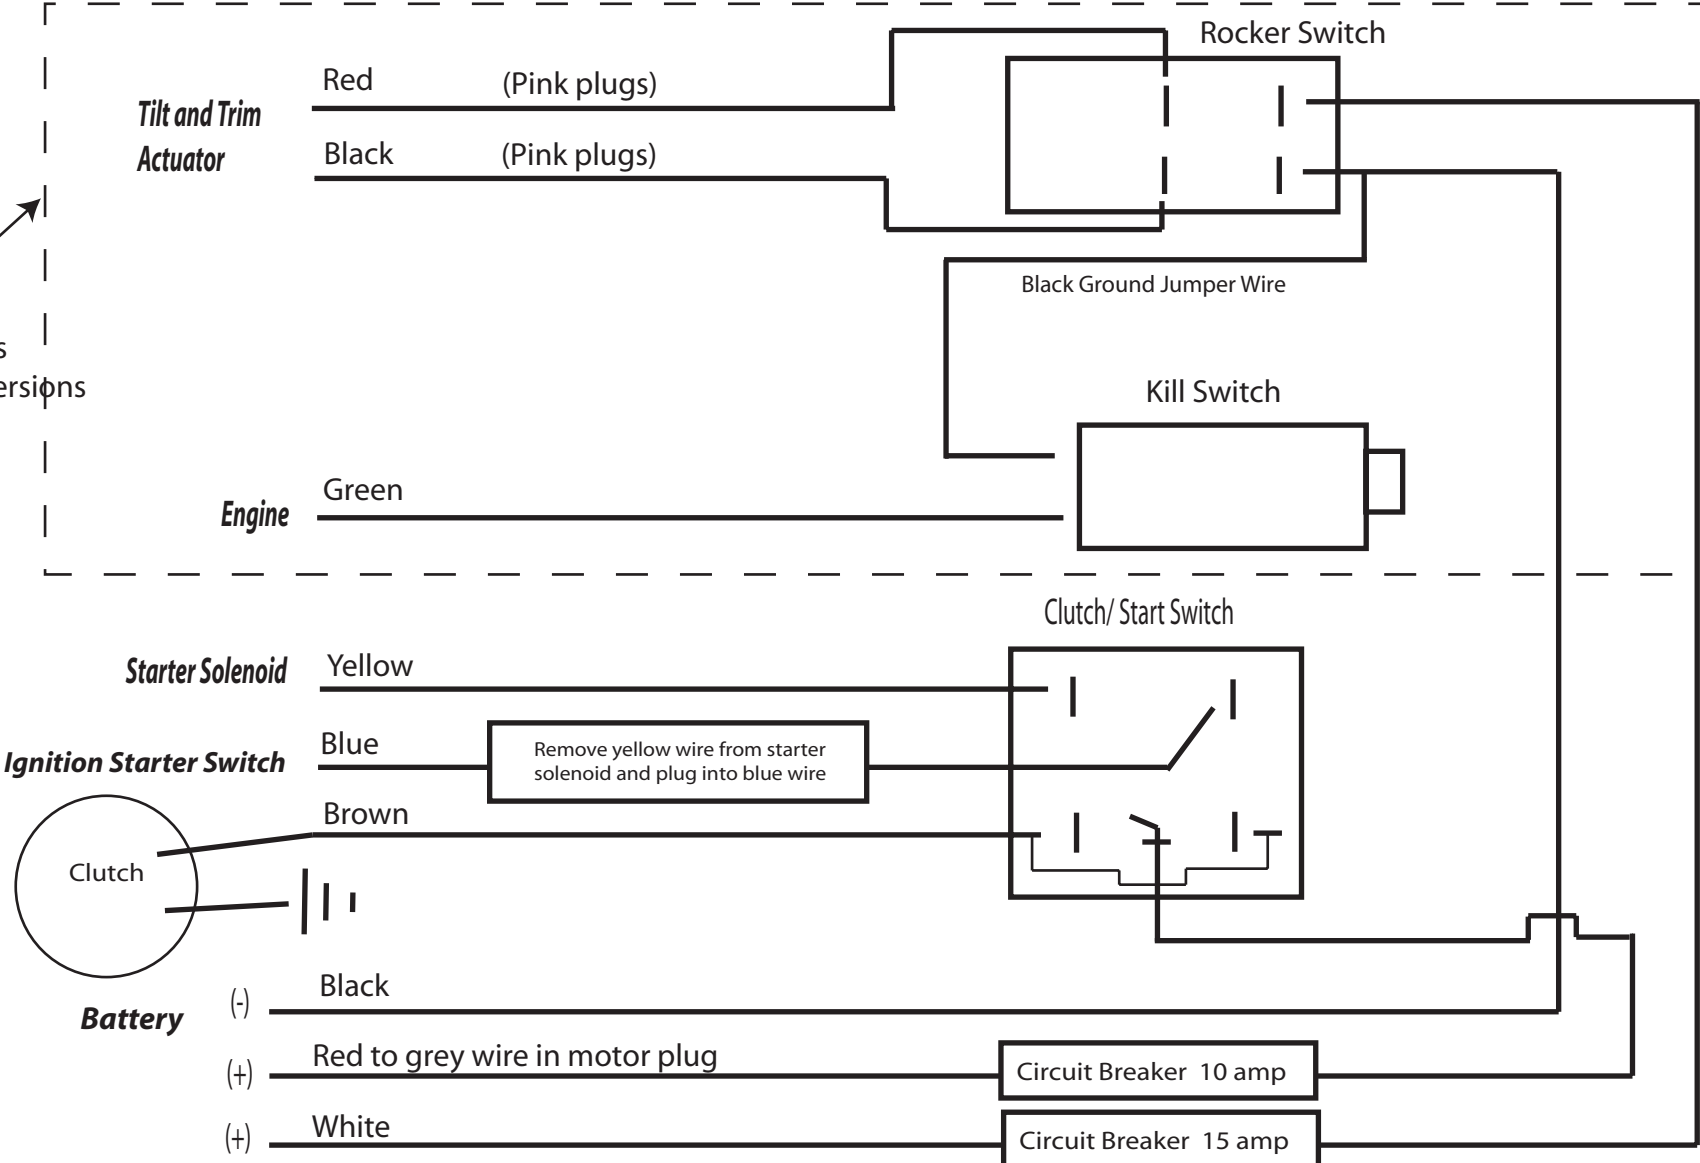 Rocker Switch
Red
(Pink plugs)
Tilt and Trim
Actuator
Black
(Pink plugs)
Black Ground Jumper Wire
Kill Switch
Green
Engine
Clutch/ Start Switch
Starter Solenoid
Yellow
Ignition Starter Switch
Blue
Remove yellow wire from starter
solenoid and plug into blue wire
Brown
Clutch
Battery
(-)
Black
(+)
Red to grey wire in motor plug
Circuit Breaker 10 amp
(+)
White
Circuit Breaker 15 amp